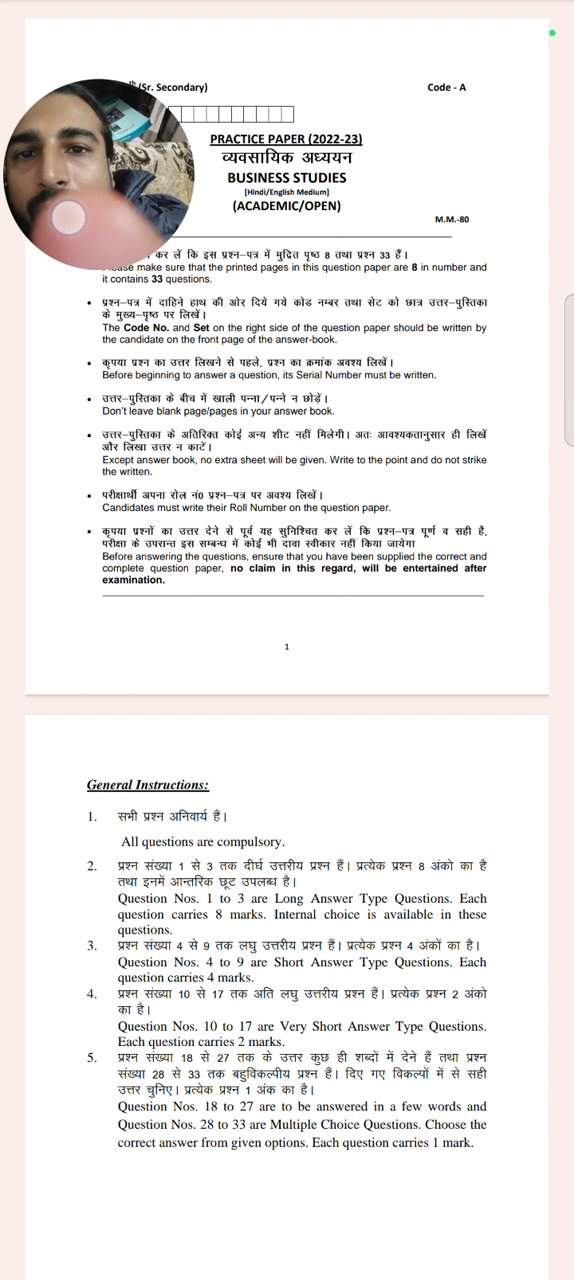 th (Sr. Secondary) Code - A
PRACTICE PAPER (2022-23)
व्यवसायिक अध्ययन
BUSINESS STUDIES
[Hindi/English Medium]
(ACADEMIC/OPEN)
M.M.-80
कर लें कि इस प्रश्न–पत्र में मुद्रित पृष्ठ 8 तथा प्रश्न 33 हैं।
make sure that the printed pages in this question paper are 8 in number and
it contains 33 questions.
• प्रश्न–पत्र में दाहिने हाथ की ओर दिये गये कोड नम्बर तथा सेट को छात्र उत्तर–पुस्तिका
के मुख्य–पृष्ठ पर लिखें।
The Code No. and Set on the right side of the question paper should be written by
the candidate on the front page of the answer-book.
• कृपया प्रश्न का उत्तर लिखने से पहले, प्रश्न का क्रमांक अवश्य लिखें।
Before beginning to answer a question, its Serial Number must be written.
• उत्तर–पुस्तिका के बीच में खाली पन्ना/पन्ने न छोड़ें।
Don't leave blank page/pages in your answer book.
• उत्तर–पुस्तिका के अतिरिक्त कोई अन्य शीट नहीं मिलेगी। अतः आवश्यकतानुसार ही लिखें
और लिखा उत्तर न काटें।
Except answer book, no extra sheet will be given. Write to the point and do not strike
the written.
• परीक्षार्थी अपना रोल नं0 प्रश्न–पत्र पर अवश्य लिखें।
Candidates must write their Roll Number on the question paper.
• कृपया प्रश्नों का उत्तर देने से पूर्व यह सुनिश्चित कर लें कि प्रश्न–पत्र पूर्ण व सही है,
परीक्षा के उपरान्त इस सम्बन्ध में कोई भी दावा स्वीकार नहीं किया जायेगा
Before answering the questions, ensure that you have been supplied the correct and
complete question paper, no claim in this regard, will be entertained after
examination.
1
General Instructions:
1. सभी प्रश्न अनिवार्य हैं।
All questions are compulsory.
2. प्रश्न संख्या 1 से 3 तक दीर्घ उत्तरीय प्रश्न हैं। प्रत्येक प्रश्न 8 अंको का है
तथा इनमें आन्तरिक छूट उपलब्ध है।
Question Nos. 1 to 3 are Long Answer Type Questions. Each
question carries 8 marks. Internal choice is available in these
questions.
3. प्रश्न संख्या 4 से 9 तक लघु उत्तरीय प्रश्न हैं। प्रत्येक प्रश्न 4 अंकों का है।
Question Nos. 4 to 9 are Short Answer Type Questions. Each
question carries 4 marks.
4. प्रश्न संख्या 10 से 17 तक अति लघु उत्तरीय प्रश्न हैं। प्रत्येक प्रश्न 2 अंको
का है।
Question Nos. 10 to 17 are Very Short Answer Type Questions.
Each question carries 2 marks.
5. प्रश्न संख्या 18 से 27 तक के उत्तर कुछ ही शब्दों में देने हैं तथा प्रश्न
संख्या 28 से 33 तक बहुविकल्पीय प्रश्न हैं। दिए गए विकल्पों में से सही
उत्तर चुनिए। प्रत्येक प्रश्न 1 अंक का है।
Question Nos. 18 to 27 are to be answered in a few words and
Question Nos. 28 to 33 are Multiple Choice Questions. Choose the
correct answer from given options. Each question carries 1 mark.